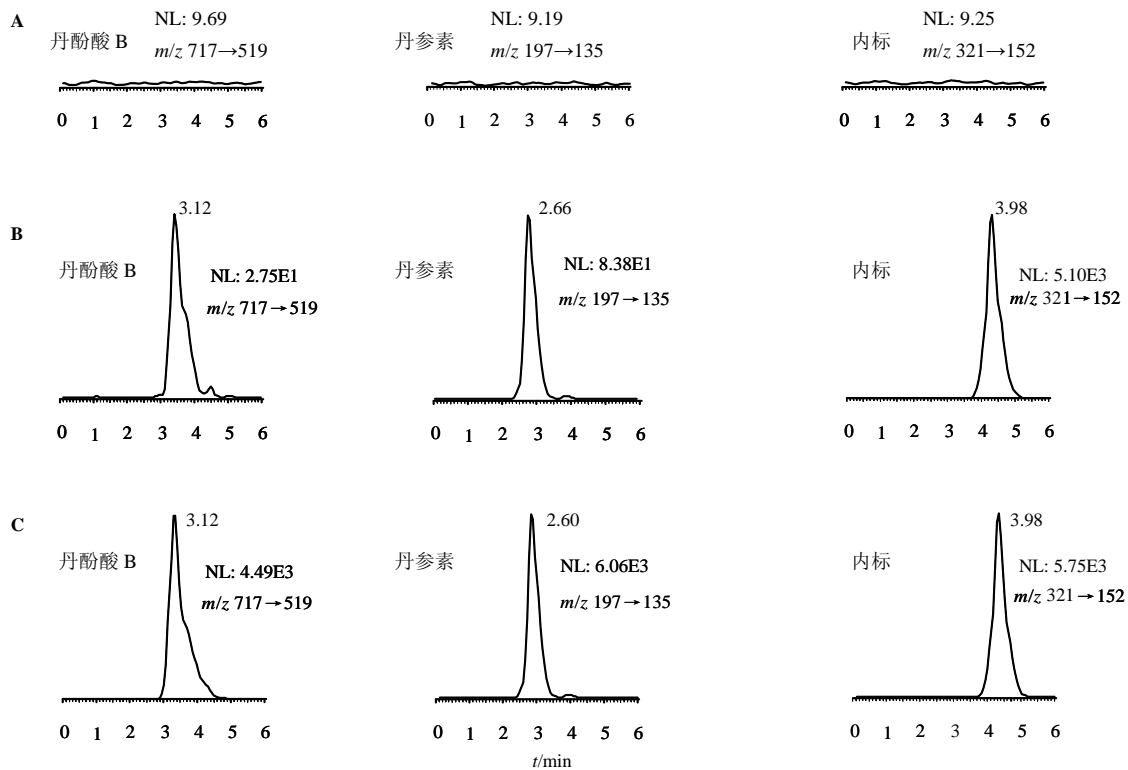 A
丹酚酸 B
NL: 9.69
m/z 717→519
丹参素
NL: 9.19
m/z 197→135
内标
NL: 9.25
m/z 321→152
0 1 2 3 4 5 6
0 1 2 3 4 5 6
0 1 2 3 4 5 6
B
丹酚酸 B
3.12
NL: 2.75E1
m/z 717→519
丹参素
2.66
NL: 8.38E1
m/z 197→135
内标
3.98
NL: 5.10E3
m/z 321→152
0 1 2 3 4 5 6
0 1 2 3 4 5 6
0 1 2 3 4 5 6
C
丹酚酸 B
3.12
NL: 4.49E3
m/z 717→519
丹参素
2.60
NL: 6.06E3
m/z 197→135
内标
3.98
NL: 5.75E3
m/z 321→152
0 1 2 3 4 5 6
0 1 2 3 4 5 6
0 1 2 3 4 5 6
t/min